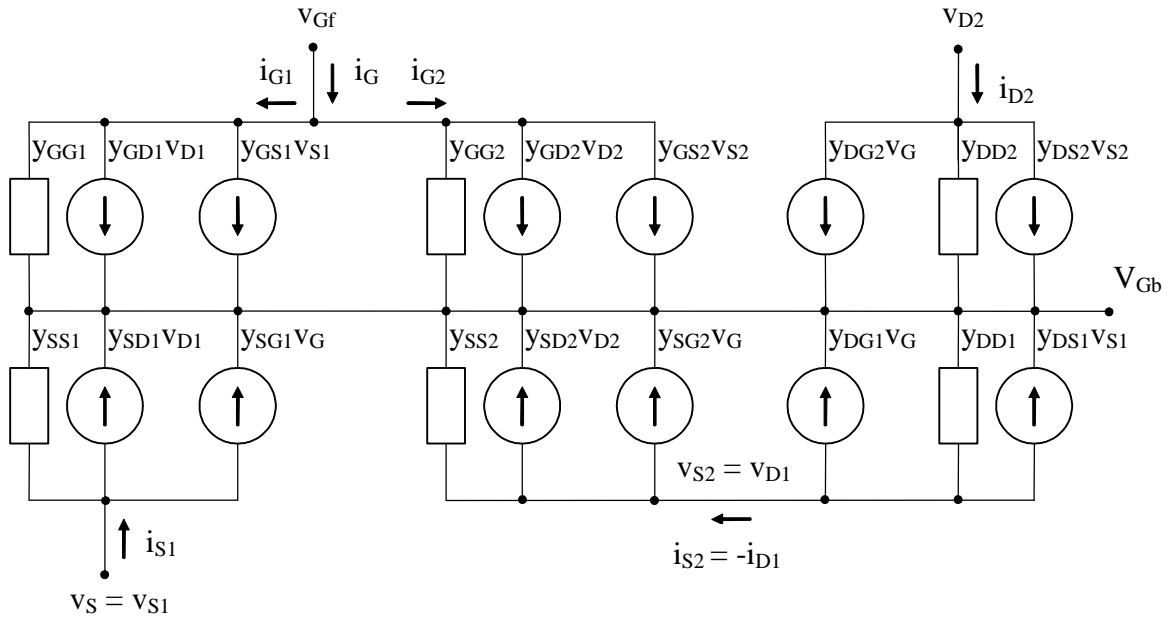 vGf vD2
iG1 iG iG2 iD2
yGG1 yGD1vD1 yGS1vS1 yGG2 yGD2vD2 yGS2vS2 yDG2vG yDD2 yDS2vS2
VGb
ySS1 ySD1vD1 ySG1vG ySS2 ySD2vD2 ySG2vG yDG1vG yDD1 yDS1vS1
vS2 = vD1
iS1 iS2 = -iD1
vS = vS1